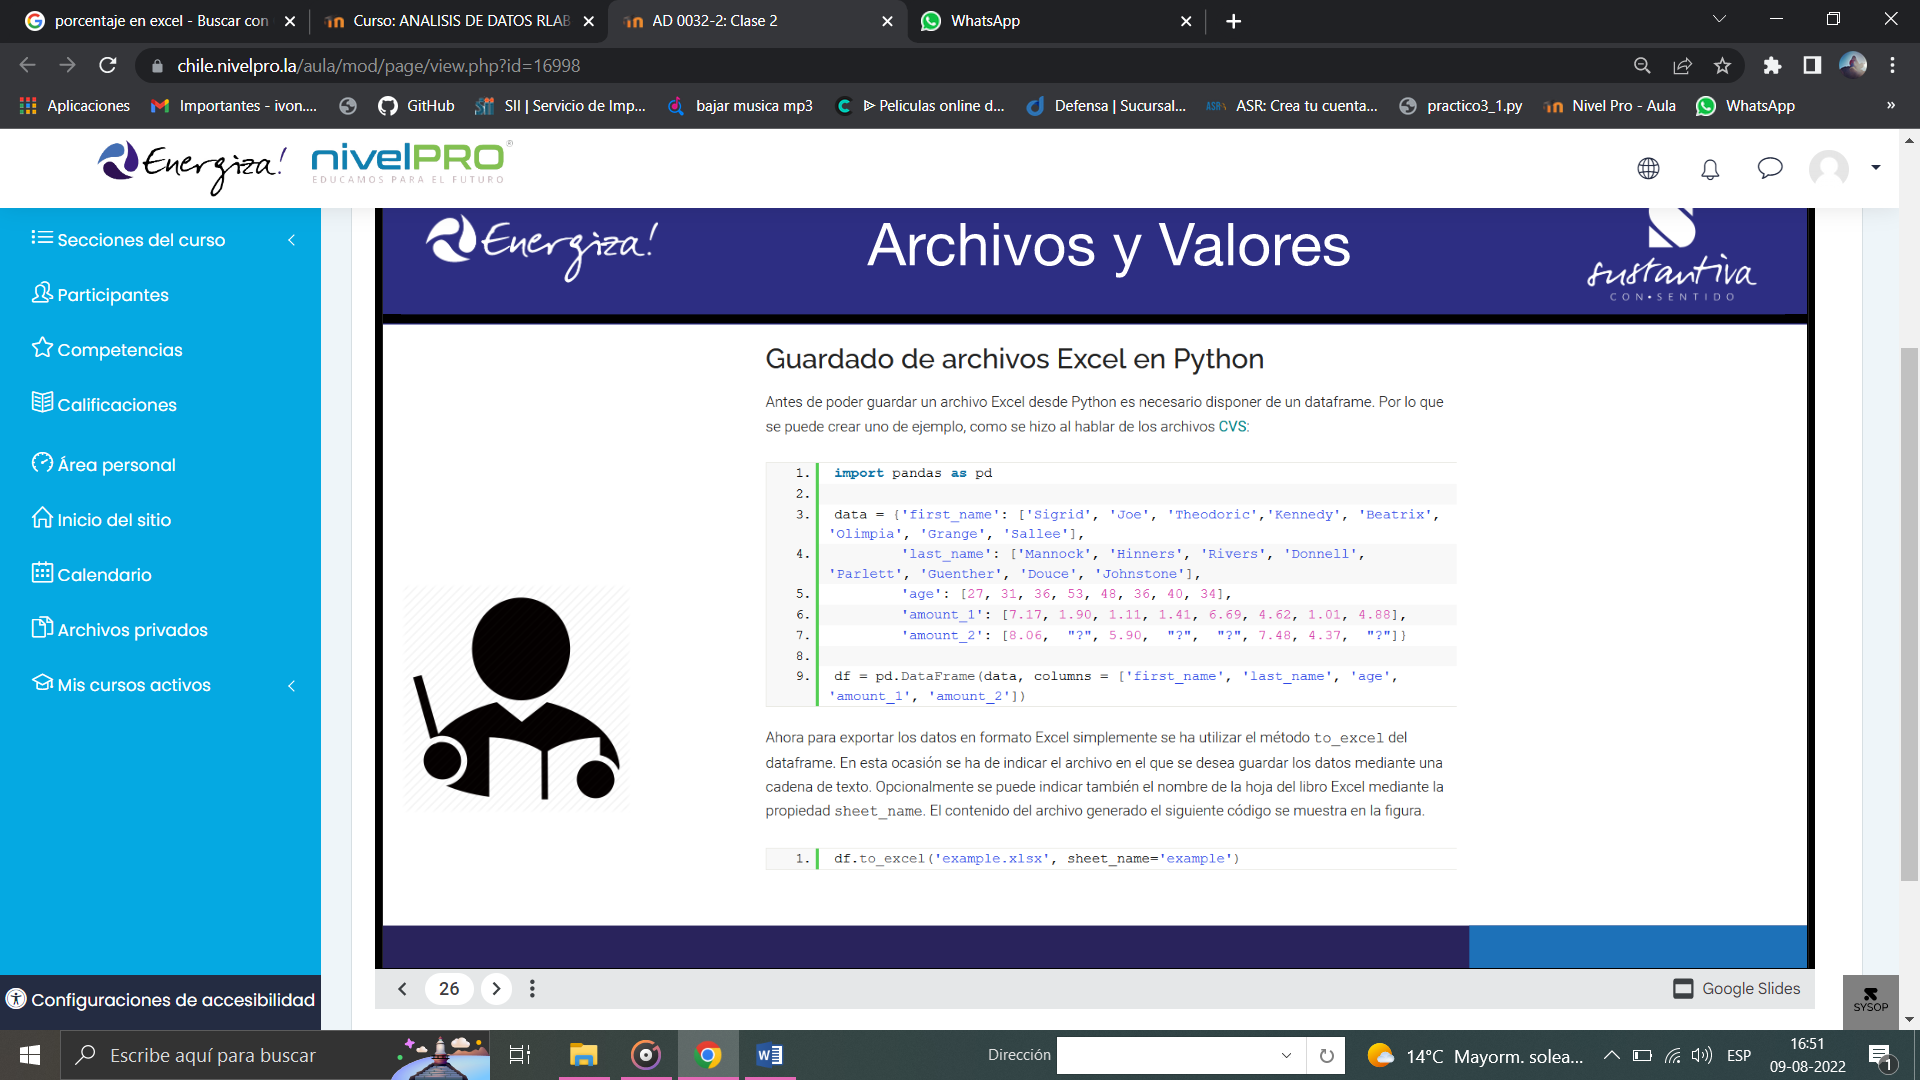 porcentaje en excel - Buscar con
Curso: ANALISIS DE DATOS RLAB
AD 0032-2: Clase 2
WhatsApp
chile.nivelpro.la/aula/mod/page/view.php?id=16998
Aplicaciones
Importantes - ivon....
GitHub
SII | Servicio de Imp...
bajar musica mp3
Peliculas online d...
Defensa | Sucursal...
ASR: Crea tu cuenta...
practico3_1.py
Nivel Pro - Aula
WhatsApp
»
Energiza!
nivelPRO
EDUCAMOS PARA EL FUTURO
Secciones del curso
Participantes
Competencias
Calificaciones
Área personal
Inicio del sitio
Calendario
Archivos privados
Mis cursos activos
Configuraciones de accesibilidad
Energiza!
Archivos y Valores
S
sustantiva
CON•SENTIDO
Guardado de archivos Excel en Python
Antes de poder guardar un archivo Excel desde Python es necesario disponer de un dataframe. Por lo que
se puede crear uno de ejemplo, como se hizo al hablar de los archivos CVS:
1. import pandas as pd
2.
3. data = {'first_name': ['Sigrid', 'Joe', 'Theodoric','Kennedy', 'Beatrix',
'Olimpia', 'Grange', 'Sallee'],
4. 'last_name': ['Mannock', 'Hinners', 'Rivers', 'Donnell',
'Parlett', 'Guenther', 'Douce', 'Johnstone'],
5. 'age': [27, 31, 36, 53, 48, 36, 40, 34],
6. 'amount_1': [7.17, 1.90, 1.11, 1.41, 6.69, 4.62, 1.01, 4.88],
7. 'amount_2': [8.06, "?", 5.90, "?", "?", 7.48, 4.37, "?"]}
8.
9. df = pd.DataFrame(data, columns = ['first_name', 'last_name', 'age',
'amount_1', 'amount_2'])
Ahora para exportar los datos en formato Excel simplemente se ha utilizar el método to_excel del
dataframe. En esta ocasión se ha de indicar el archivo en el que se desea guardar los datos mediante una
cadena de texto. Opcionalmente se puede indicar también el nombre de la hoja del libro Excel mediante la
propiedad sheet_name. El contenido del archivo generado el siguiente código se muestra en la figura.
1. df.to_excel('example.xlsx', sheet_name='example')
26
Google Slides
SYSOP
Escribe aquí para buscar
Dirección
14°C Mayorm. solea...
ESP
16:51
09-08-2022
1